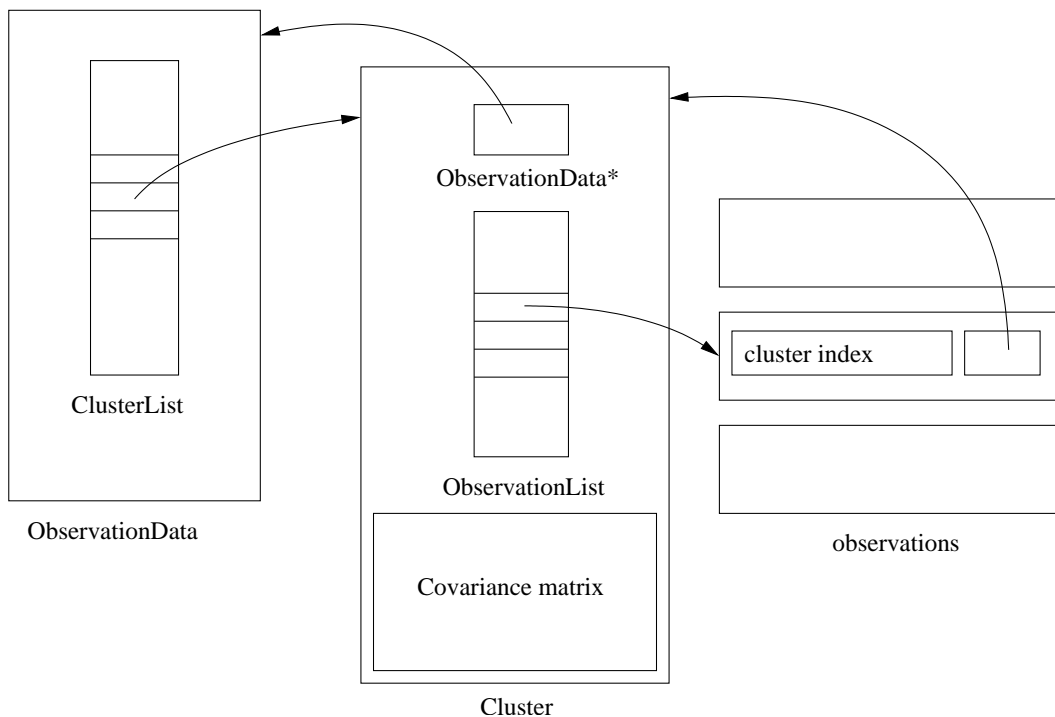 ClusterList
ObservationData
ObservationData*
ObservationList
Covariance matrix
Cluster
cluster index
observations